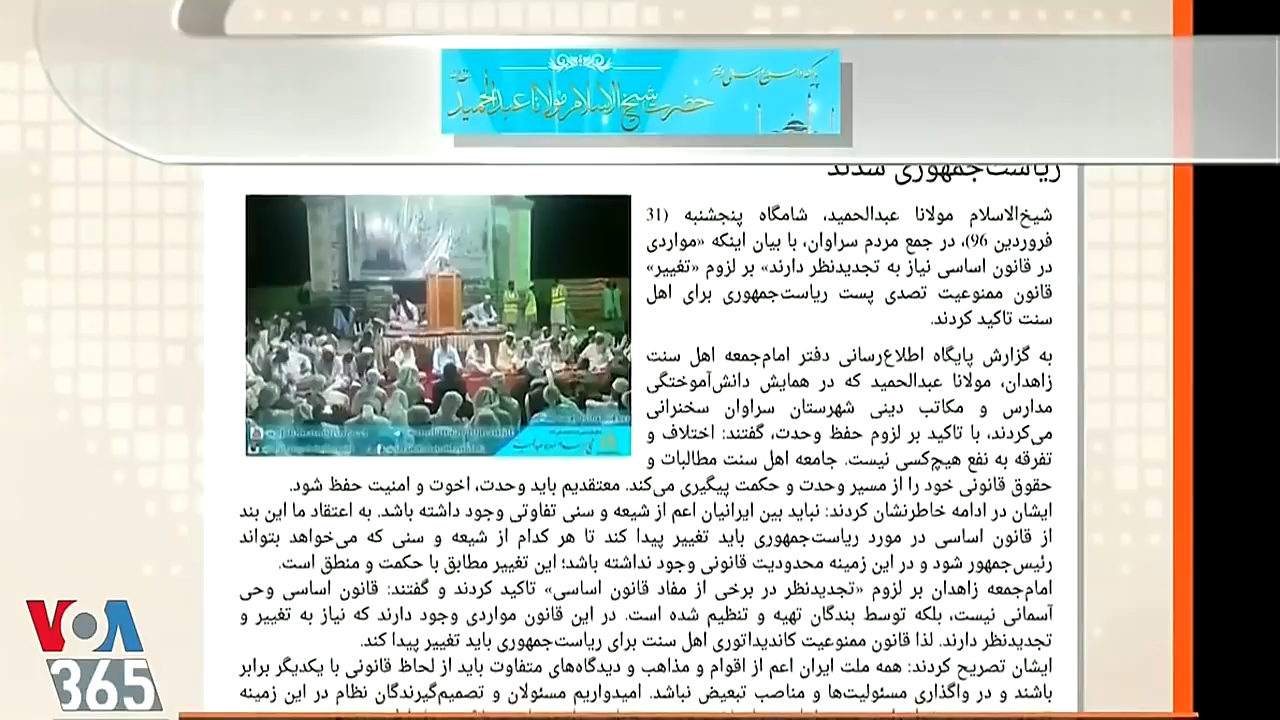 حضرت شیخ الاسلام مولانا عبدالحمید
ریاست‌جمهوری شدند
شیخ‌الاسلام مولانا عبدالحمید، شامگاه پنجشنبه (31
فروردین 96)، در جمع مردم سراوان، با بیان اینکه «مواردی
در قانون اساسی نیاز به تجدیدنظر دارند» بر لزوم «تغییر»
قانون ممنوعیت تصدی پست ریاست‌جمهوری برای اهل
سنت تاکید کردند.
به گزارش پایگاه اطلاع‌رسانی دفتر امام‌جمعه اهل سنت
زاهدان، مولانا عبدالحمید که در همایش دانش‌آموختگی
مدارس و مکاتب دینی شهرستان سراوان سخنرانی
می‌کردند، با تاکید بر لزوم حفظ وحدت، گفتند: اختلاف و
تفرقه به نفع هیچ‌کسی نیست. جامعه اهل سنت مطالبات و
حقوق قانونی خود را از مسیر وحدت و حکمت پیگیری می‌کند. معتقدیم باید وحدت، اخوت و امنیت حفظ شود.
ایشان در ادامه خاطرنشان کردند: نباید بین ایرانیان اعم از شیعه و سنی تفاوتی وجود داشته باشد. به اعتقاد ما این بند
از قانون اساسی در مورد ریاست‌جمهوری باید تغییر پیدا کند تا هر کدام از شیعه و سنی که می‌خواهد بتواند
رئیس‌جمهور شود و در این زمینه محدودیت قانونی وجود نداشته باشد؛ این تغییر مطابق با حکمت و منطق است.
امام‌جمعه زاهدان بر لزوم «تجدیدنظر در برخی از مفاد قانون اساسی» تاکید کردند و گفتند: قانون اساسی وحی
آسمانی نیست، بلکه توسط بندگان تهیه و تنظیم شده است. در این قانون مواردی وجود دارند که نیاز به تغییر و
تجدیدنظر دارند. لذا قانون ممنوعیت کاندیداتوری اهل سنت برای ریاست‌جمهوری باید تغییر پیدا کند.
ایشان تصریح کردند: همه ملت ایران اعم از اقوام و مذاهب و دیدگاه‌های متفاوت باید از لحاظ قانونی با یکدیگر برابر
باشند و در واگذاری مسئولیت‌ها و مناصب تبعیض نباشد. امیدواریم مسئولان و تصمیم‌گیرندگان نظام در این زمینه
VOA
365